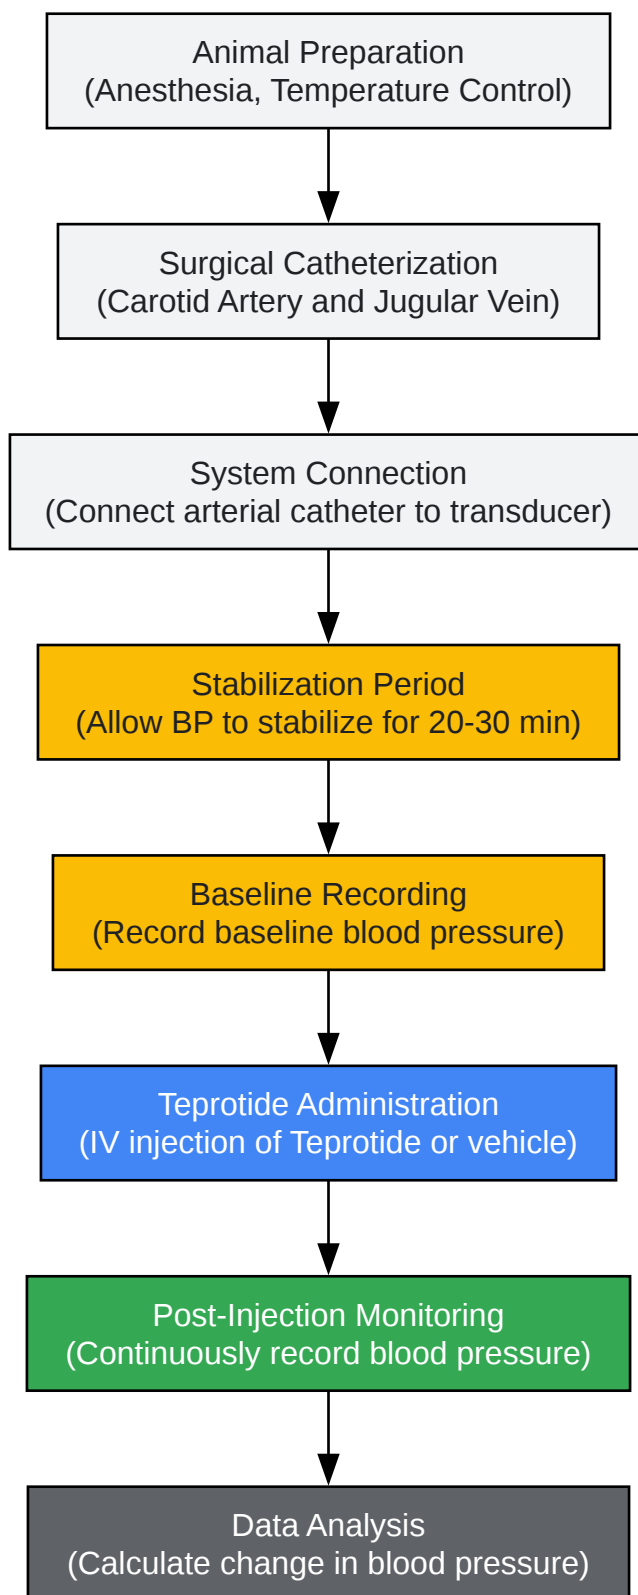 Animal Preparation
(Anesthesia, Temperature Control)
Surgical Catheterization
(Carotid Artery and Jugular Vein)
System Connection
(Connect arterial catheter to transducer)
Stabilization Period
(Allow BP to stabilize for 20-30 min)
Baseline Recording
(Record baseline blood pressure)
Teprotide Administration
(IV injection of Teprotide or vehicle)
Post-Injection Monitoring
(Continuously record blood pressure)
Data Analysis
(Calculate change in blood pressure)